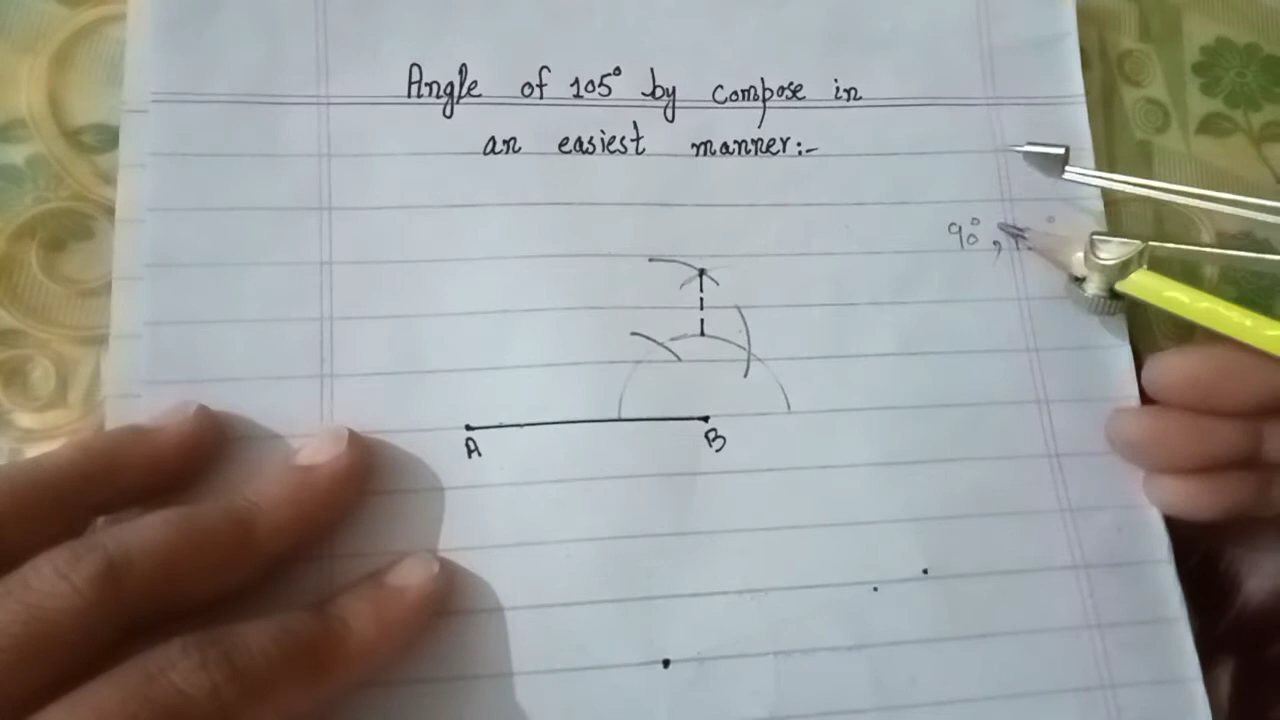 Angle of 105° by compose in
an easiest manner:-
90°,
A
B